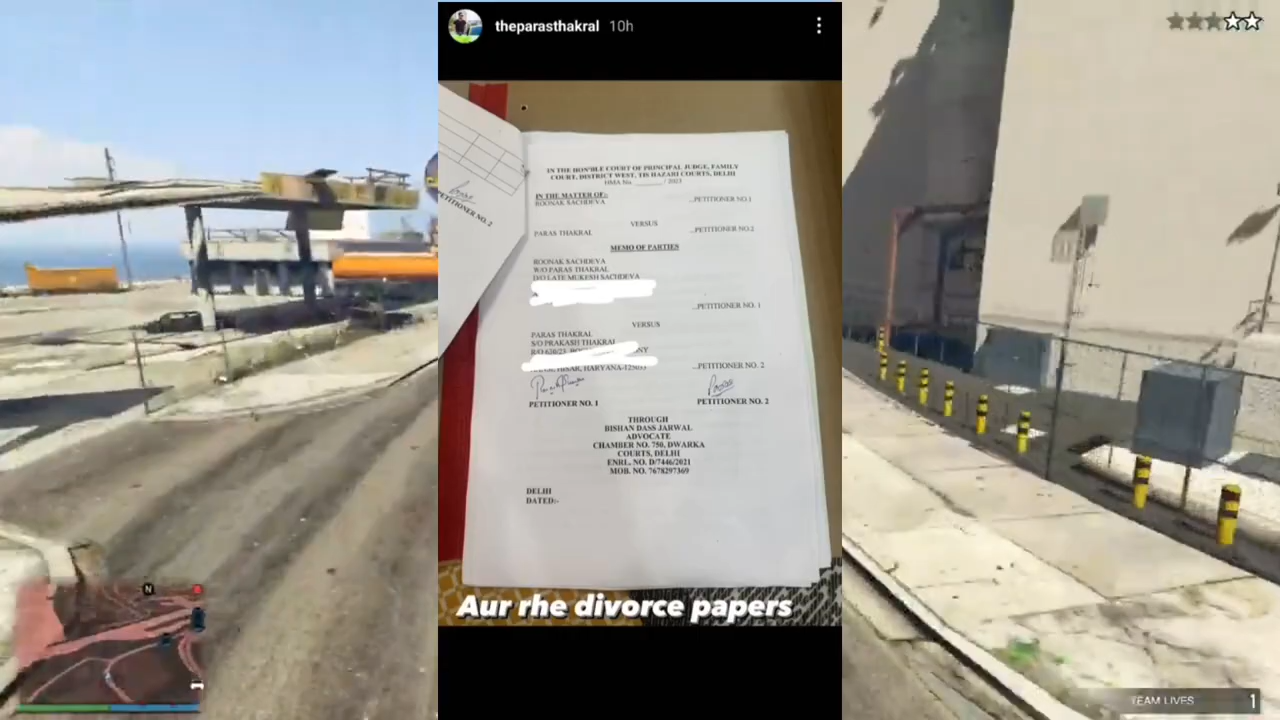 theparasthakral 10h
PETITIONER NO. 2
IN THE HON'BLE COURT OF PRINCIPAL JUDGE, FAMILY
COURT, DISTRICT WEST, TIS HAZARI COURTS, DELHI
HMA No. ________ / 2023
IN THE MATTER OF:-
ROONAK SACHDEVA ...PETITIONER NO.1
VERSUS
PARAS THAKRAL ...PETITIONER NO.2
MEMO OF PARTIES
ROONAK SACHDEVA
W/O PARAS THAKRAL
D/O LATE MUKESH SACHDEVA
...PETITIONER NO. 1
VERSUS
PARAS THAKRAL
S/O PRAKASH THAKRAL
R/O 620/23,
HISAR, HARYANA-125055 ...PETITIONER NO. 2
PETITIONER NO. 1 PETITIONER NO. 2
THROUGH
BISHAN DASS JARWAL
ADVOCATE
CHAMBER NO. 750, DWARKA
COURTS, DELHI
ENRL, NO. D/7446/2021
MOB. NO. 7678297369
DELHI
DATED:-
Aur rhe divorce papers
N
TEAM LIVES 1